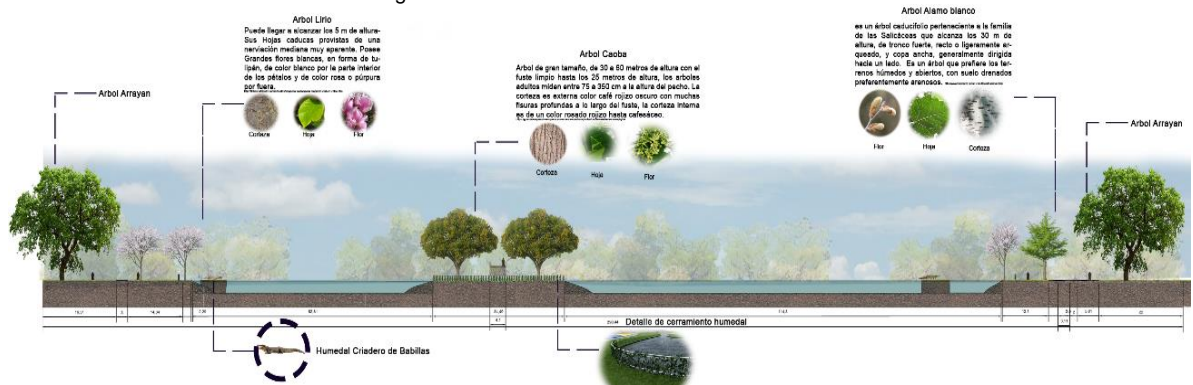 Arbol Lirio
Puede llegar a alcanzar los 5 m de altura-
Sus Hojas caducas provistas de una
nerviación mediana muy aparente. Posee
Grandes flores blancas, en forma de tu-
lipán, de color blanco por la parte interior
de los pétalos y de color rosa o púrpura
por fuera.
Corteza
Hoja
Flor
Arbol Arrayan
Arbol Caoba
Arbol de gran tamaño, de 30 a 60 metros de altura con el
fuste limpio hasta los 25 metros de altura, los arboles
adultos miden entre 75 a 350 cm a la altura del pecho. La
corteza es externa color café rojizo oscuro con muchas
fisuras profundas a lo largo del fuste, la corteza interna
es de un color rosado rojizo hasta cafesáceo.
Corteza
Hoja
Flor
Arbol Alamo blanco
es un árbol caducifolio perteneciente a la familia
de las Salicáceas que alcanza los 30 m de
altura, de tronco fuerte, recto o ligeramente ar-
queado, y copa ancha, generalmente dirigida
hacia un lado. Es un árbol que prefiere los ter-
renos húmedos y abiertos, con suelo drenados
preferentemente arenosos.
Flor
Hoja
Corteza
Arbol Arrayan
Detalle de cerramiento humedal
Humedal Criadero de Babillas